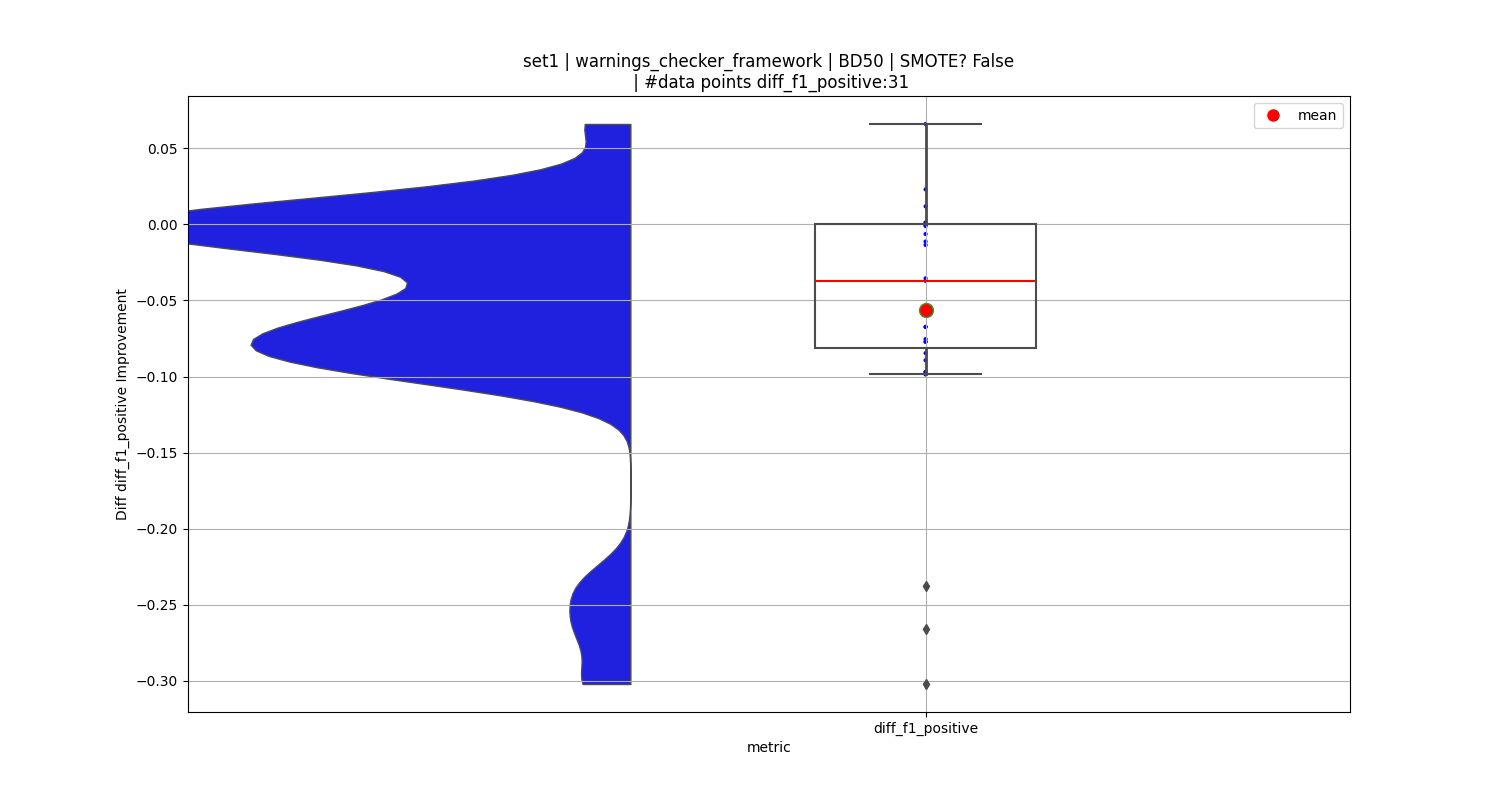 set1 | warnings_checker_framework | BD50 | SMOTE? False
| #data points diff_f1_positive:31
mean
0.05
0.00
−0.05
−0.10
−0.15
−0.20
−0.25
−0.30
Diff diff_f1_positive Improvement
diff_f1_positive
metric